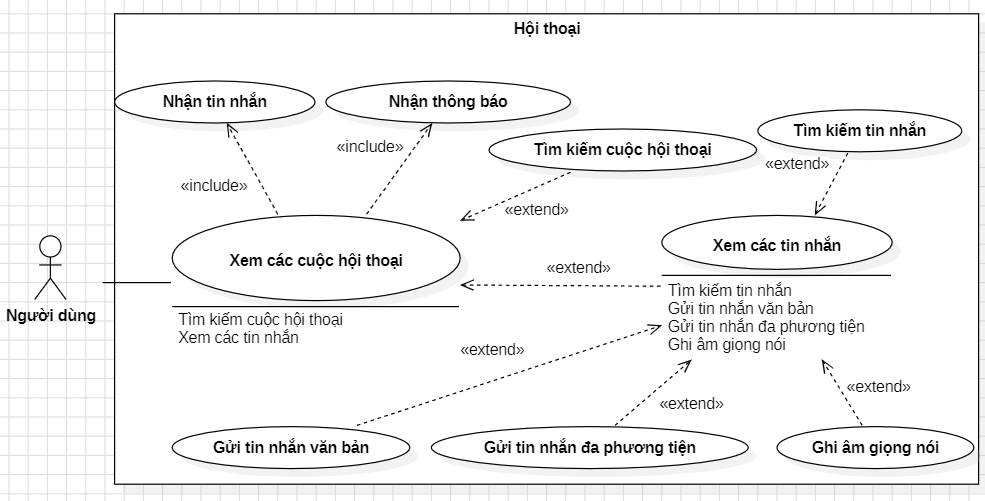 Hội thoại
Nhận tin nhắn
Nhận thông báo
Tìm kiếm tin nhắn
«include»
Tìm kiếm cuộc hội thoại
«extend»
«include»
«extend»
Xem các cuộc hội thoại
Xem các tin nhắn
«extend»
Người dùng
Tìm kiếm cuộc hội thoại
Xem các tin nhắn
Tìm kiếm tin nhắn
Gửi tin nhắn văn bản
Gửi tin nhắn đa phương tiện
Ghi âm giọng nói
«extend»
«extend»
«extend»
Gửi tin nhắn văn bản
Gửi tin nhắn đa phương tiện
Ghi âm giọng nói